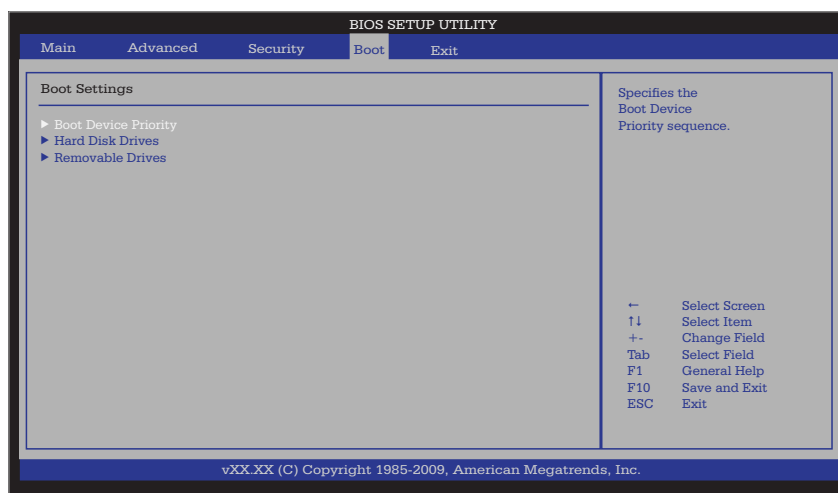 BIOS SETUP UTILITY
Main Advanced Security Boot Exit
Boot Settings
▶ Boot Device Priority
▶ Hard Disk Drives
▶ Removable Drives
Specifies the
Boot Device
Priority sequence.
← Select Screen
↑↓ Select Item
+- Change Field
Tab Select Field
F1 General Help
F10 Save and Exit
ESC Exit
vXX.XX (C) Copyright 1985-2009, American Megatrends, Inc.